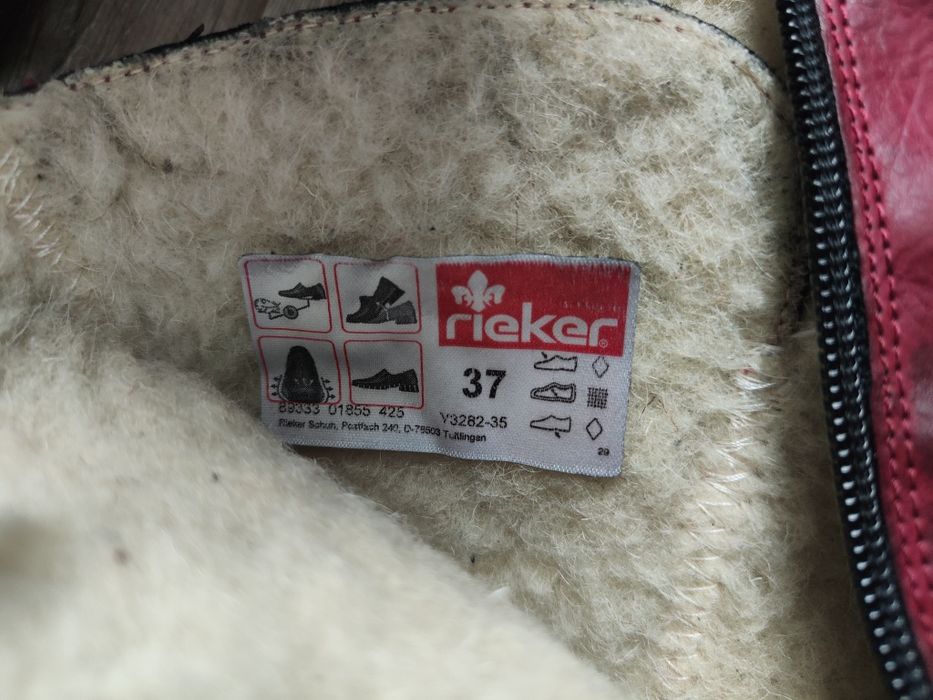 rieker®
37
89333 01855 425 Y3282-35
Rieker Schuh, Postfach 240, D-78503 Tuttlingen
29